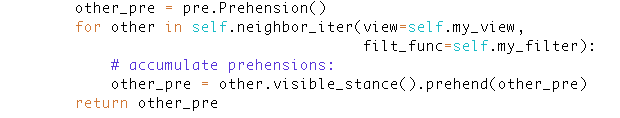 other_pre = pre.Prehension()
for other in self.neighbor_iter(view=self.my_view,
filt_func=self.my_filter):
# accumulate prehensions:
other_pre = other.visible_stance().prehend(other_pre)
return other_pre